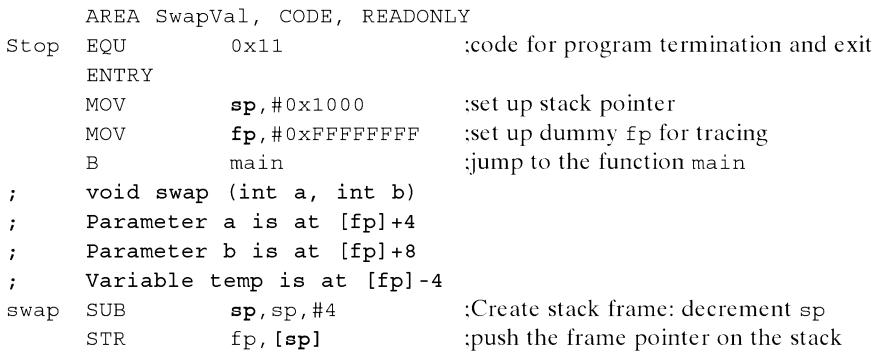 AREA SwapVal, CODE, READONLY
Stop EQU 0x11 ;code for program termination and exit
ENTRY
MOV sp,#0x1000 ;set up stack pointer
MOV fp,#0xFFFFFFFF ;set up dummy fp for tracing
B main ;jump to the function main
; void swap (int a, int b)
; Parameter a is at [fp]+4
; Parameter b is at [fp]+8
; Variable temp is at [fp]-4
swap SUB sp,sp,#4 ;Create stack frame: decrement sp
STR fp,[sp] ;push the frame pointer on the stack